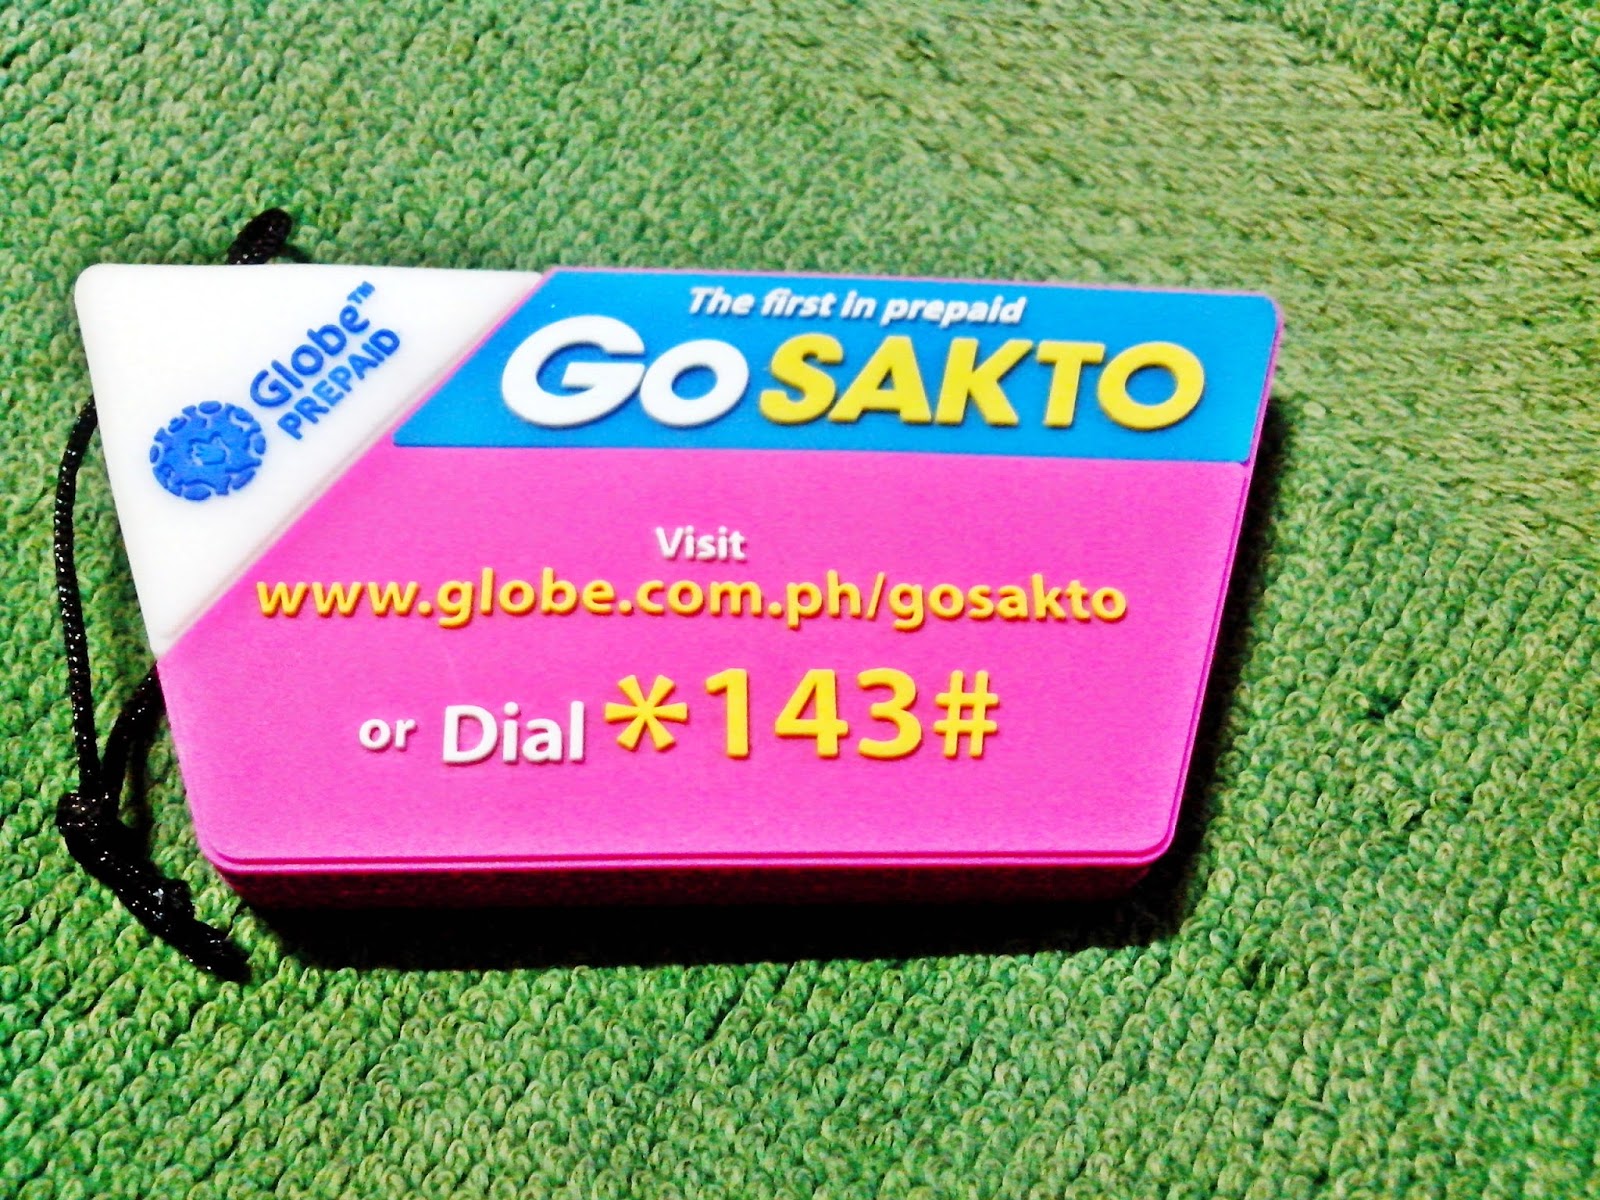 Globe™
PREPAID
The first in prepaid
GoSAKTO
Visit
www.globe.com.ph/gosakto
or Dial *143#